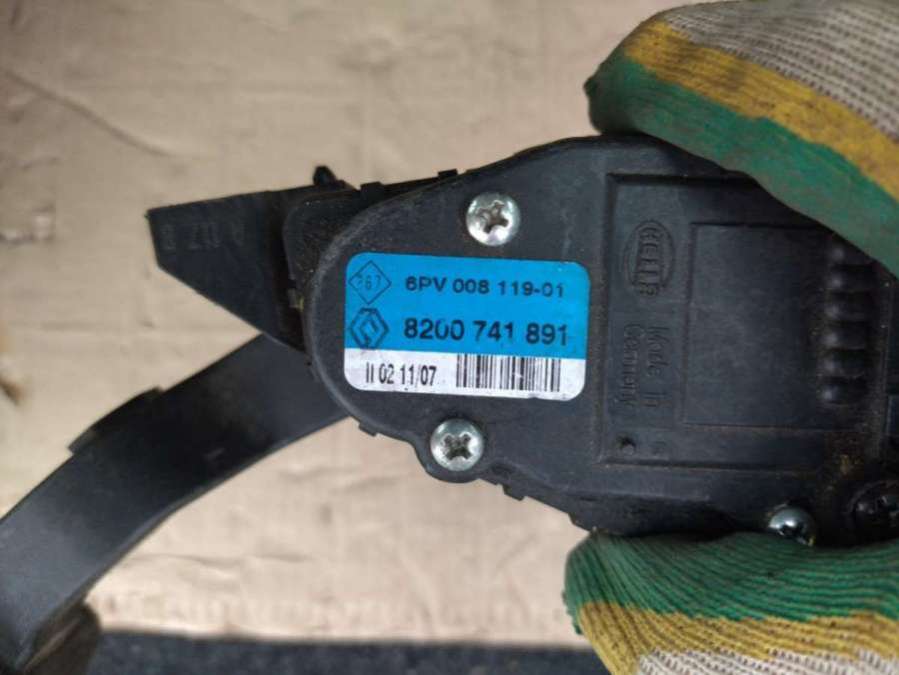 6PV 008 119-01
8200 741 891
II 02 11/07
HELLA
Made in
Germany